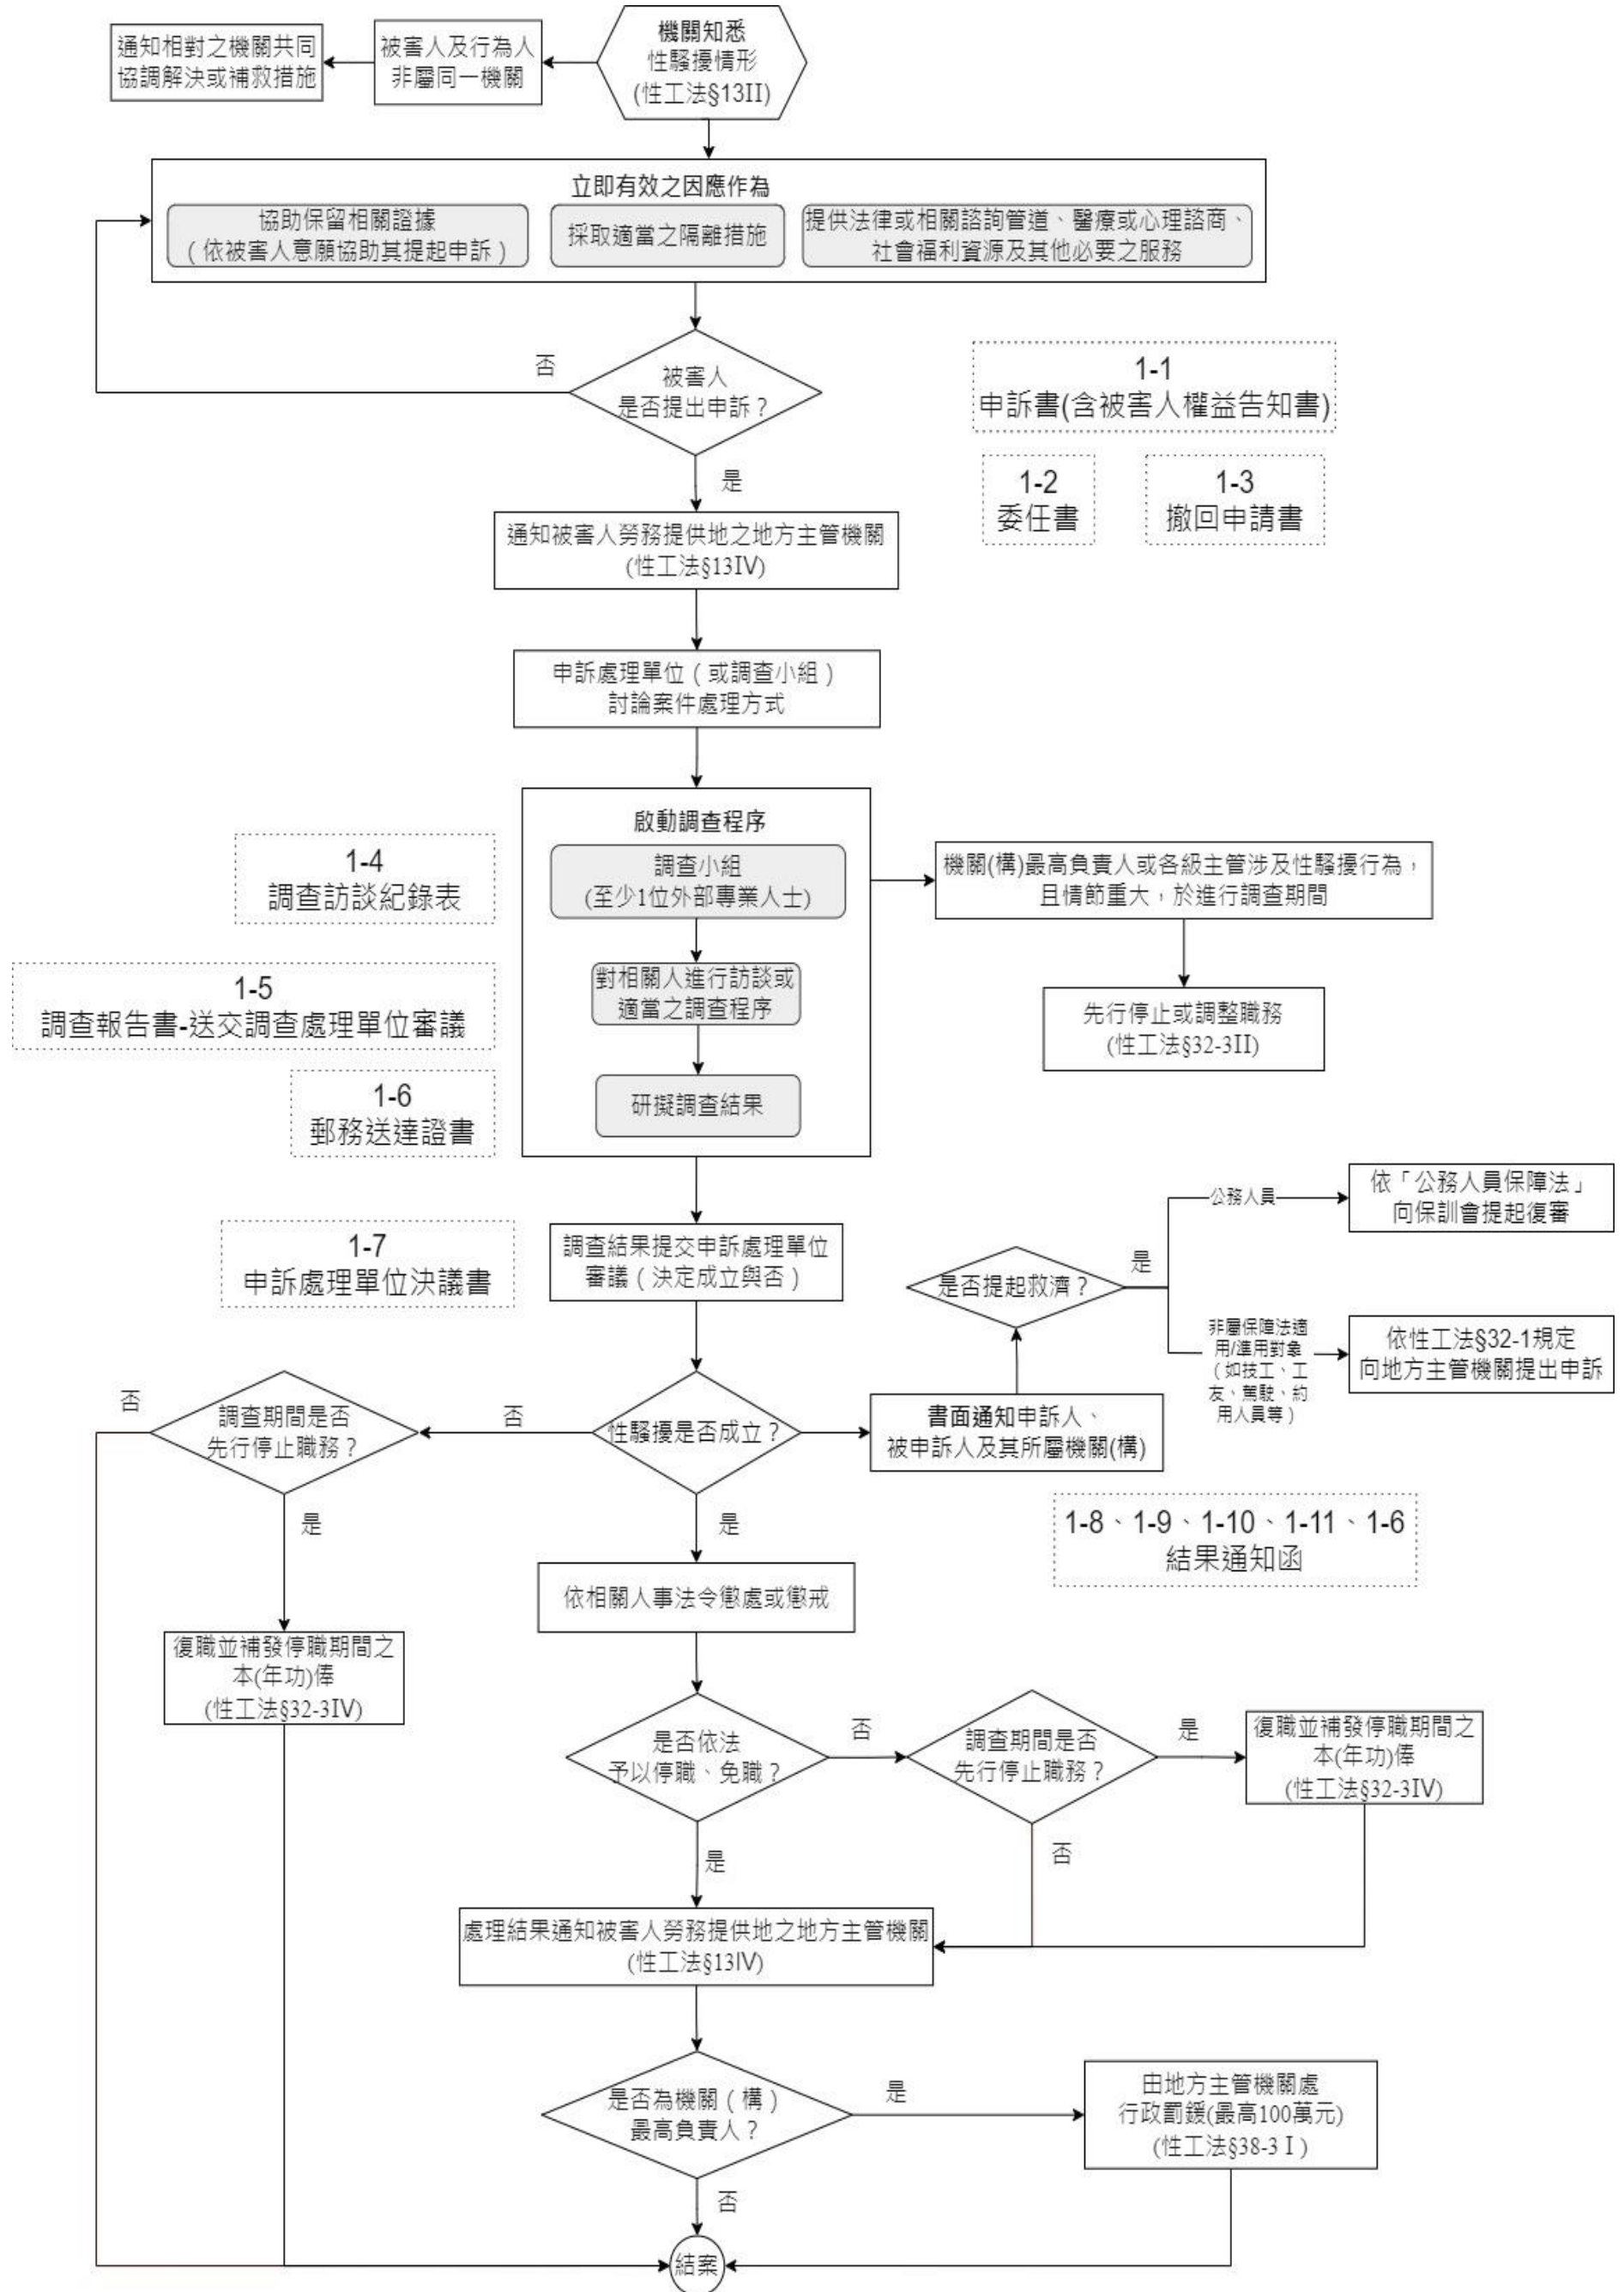 機關知悉
性騷擾情形
(性工法§13II)
被害人及行為人
非屬同一機關
通知相對之機關共同
協調解決或補救措施
立即有效之因應作為
協助保留相關證據
（依被害人意願協助其提起申訴）
採取適當之隔離措施
提供法律或相關諮詢管道、醫療或心理諮商、
社會福利資源及其他必要之服務
被害人
是否提出申訴？
否
是
1-1
申訴書(含被害人權益告知書)
1-2
委任書
1-3
撤回申請書
通知被害人勞務提供地之地方主管機關
(性工法§13IV)
申訴處理單位（或調查小組）
討論案件處理方式
啟動調查程序
調查小組
(至少1位外部專業人士)
對相關人進行訪談或
適當之調查程序
研擬調查結果
1-4
調查訪談紀錄表
1-5
調查報告書-送交調查處理單位審議
1-6
郵務送達證書
機關(構)最高負責人或各級主管涉及性騷擾行為，
且情節重大，於進行調查期間
先行停止或調整職務
(性工法§32-3II)
調查結果提交申訴處理單位
審議（決定成立與否）
1-7
申訴處理單位決議書
是否提起救濟？
是
公務人員
依「公務人員保障法」
向保訓會提起復審
非屬保障法適
用/準用對象
（如技工、工
友、駕駛、約
用人員等）
依性工法§32-1規定
向地方主管機關提出申訴
書面通知申訴人、
被申訴人及其所屬機關(構)
性騷擾是否成立？
否
是
調查期間是否
先行停止職務？
否
是
1-8、1-9、1-10、1-11、1-6
結果通知函
依相關人事法令懲處或懲戒
復職並補發停職期間之
本(年功)俸
(性工法§32-3IV)
是否依法
予以停職、免職？
否
是
調查期間是否
先行停止職務？
是
否
復職並補發停職期間之
本(年功)俸
(性工法§32-3IV)
處理結果通知被害人勞務提供地之地方主管機關
(性工法§13IV)
是否為機關（構）
最高負責人？
是
否
由地方主管機關處
行政罰鍰(最高100萬元)
(性工法§38-3Ｉ)
結案